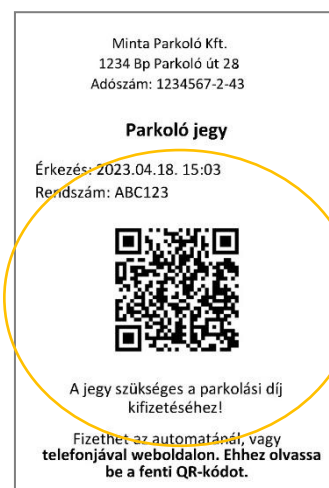 Minta Parkoló Kft.
1234 Bp Parkoló út 28
Adószám: 1234567-2-43
Parkoló jegy
Érkezés: 2023.04.18. 15:03
Rendszám: ABC123
A jegy szükséges a parkolási díj
kifizetéséhez!
Fizethet az automatánál, vagy
telefonjával weboldalon. Ehhez olvassa
be a fenti QR-kódot.